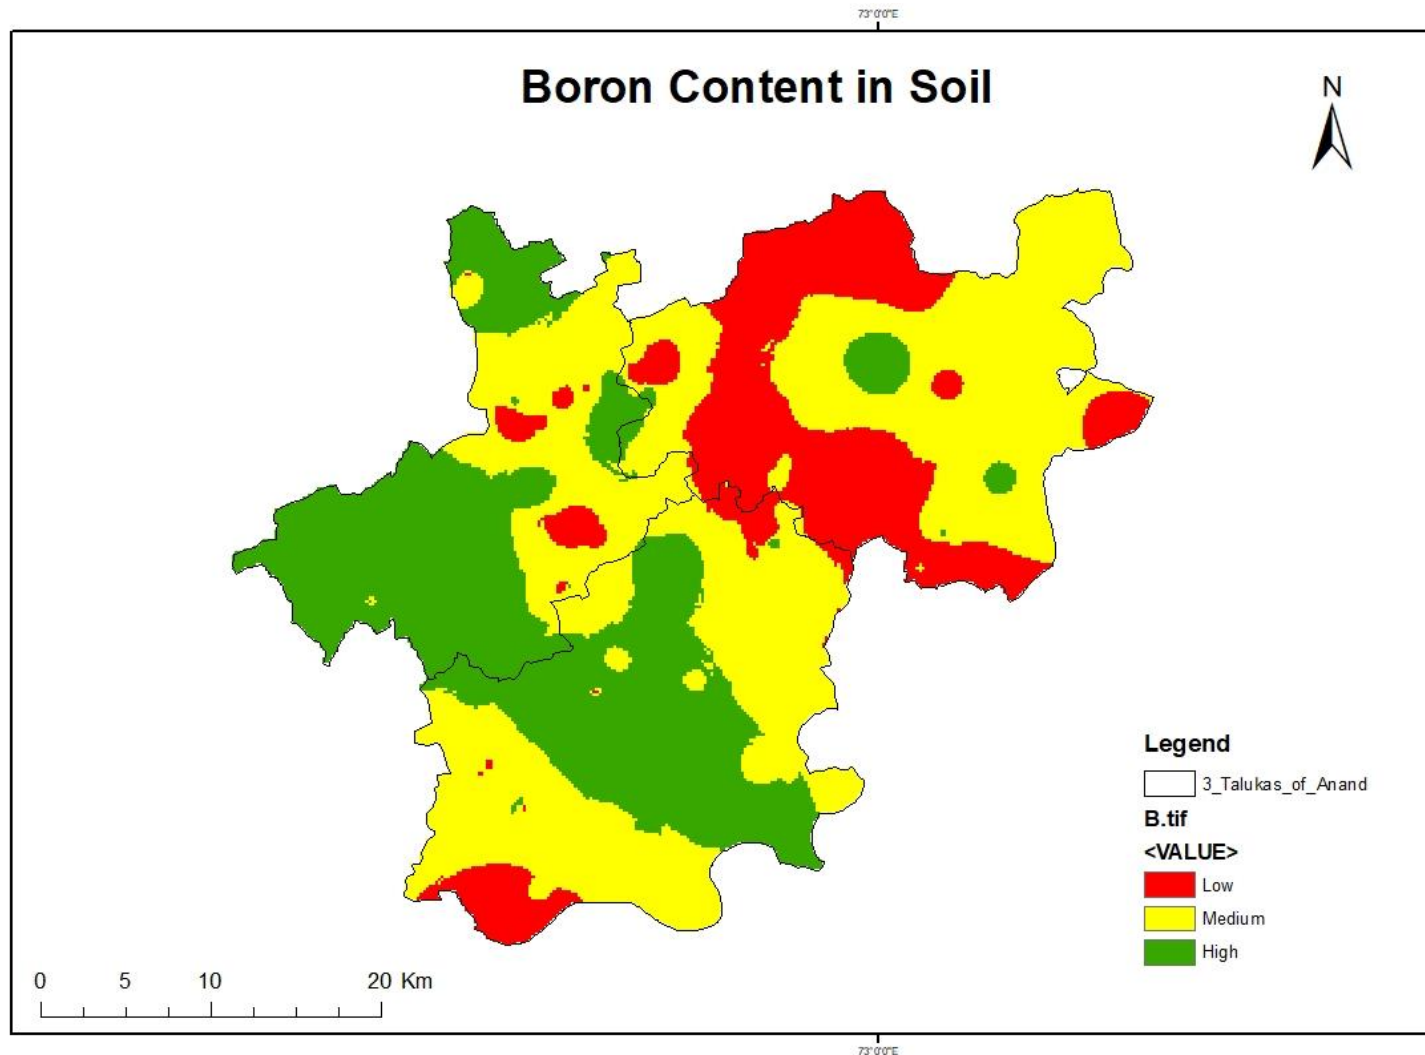 73°0'0"E
Boron Content in Soil
N
Legend
3_Talukas_of_Anand
B.tif
<VALUE>
Low
Medium
High
0 5 10 20 Km
73°0'0"E